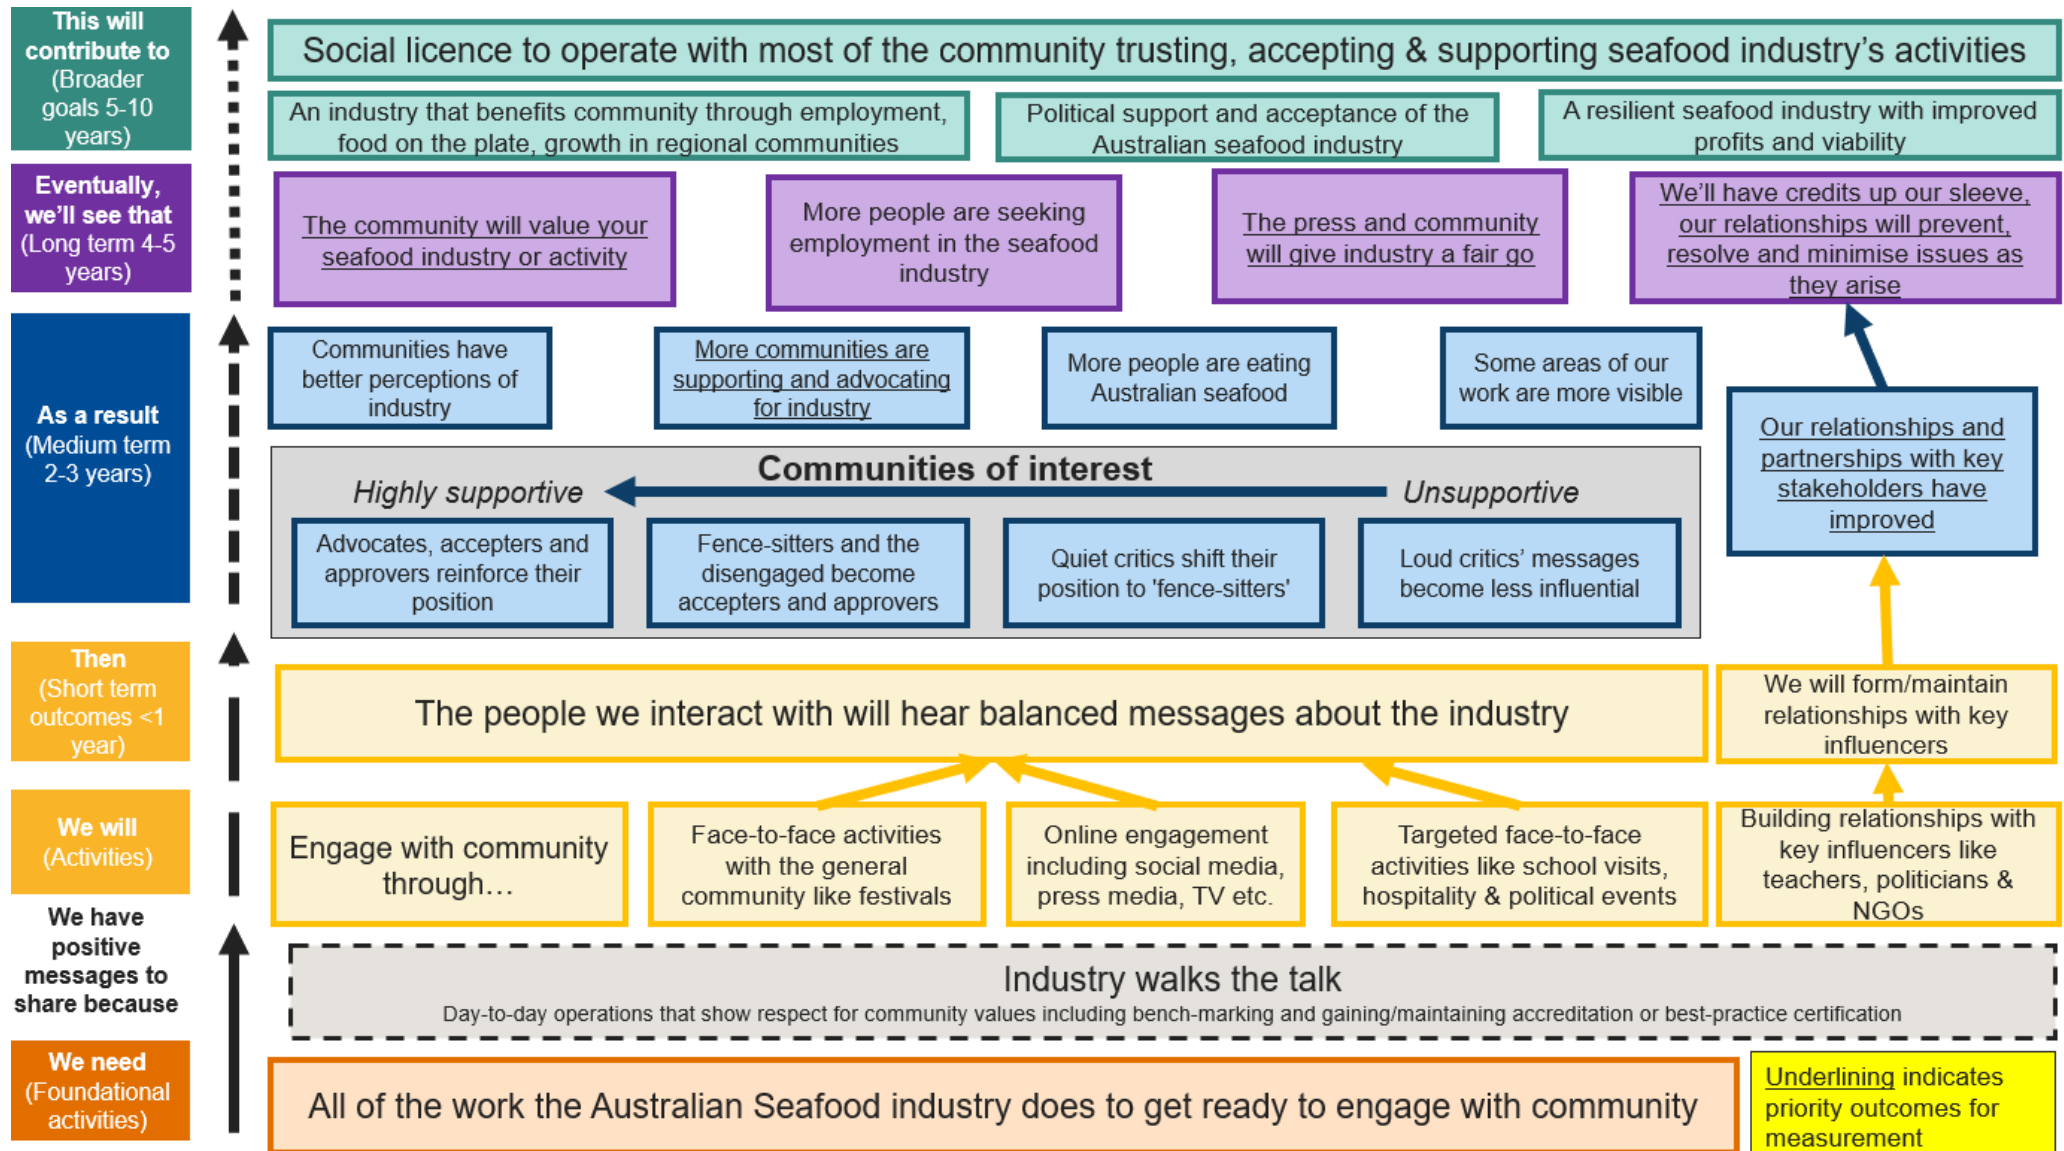 This will
contribute to
(Broader
goals 5-10
years)
Social licence to operate with most of the community trusting, accepting & supporting seafood industry's activities
An industry that benefits community through employment,
food on the plate, growth in regional communities
Political support and acceptance of the
Australian seafood industry
A resilient seafood industry with improved
profits and viability
Eventually,
we'll see that
(Long term 4-5
years)
The community will value your
seafood industry or activity
More people are seeking
employment in the seafood
industry
The press and community
will give industry a fair go
We'll have credits up our sleeve,
our relationships will prevent,
resolve and minimise issues as
they arise
As a result
(Medium term
2-3 years)
Communities have
better perceptions of
industry
More communities are
supporting and advocating
for industry
More people are eating
Australian seafood
Some areas of our
work are more visible
Our relationships and
partnerships with key
stakeholders have
improved
Communities of interest
Highly supportive
Unsupportive
Advocates, accepters and
approvers reinforce their
position
Fence-sitters and the
disengaged become
accepters and approvers
Quiet critics shift their
position to 'fence-sitters'
Loud critics' messages
become less influential
Then
(Short term
outcomes <1
year)
The people we interact with will hear balanced messages about the industry
We will form/maintain
relationships with key
influencers
We will
(Activities)
Engage with community
through…
Face-to-face activities
with the general
community like festivals
Online engagement
including social media,
press media, TV etc.
Targeted face-to-face
activities like school visits,
hospitality & political events
Building relationships with
key influencers like
teachers, politicians &
NGOs
We have
positive
messages to
share because
Industry walks the talk
Day-to-day operations that show respect for community values including bench-marking and gaining/maintaining accreditation or best-practice certification
We need
(Foundational
activities)
All of the work the Australian Seafood industry does to get ready to engage with community
Underlining indicates
priority outcomes for
measurement